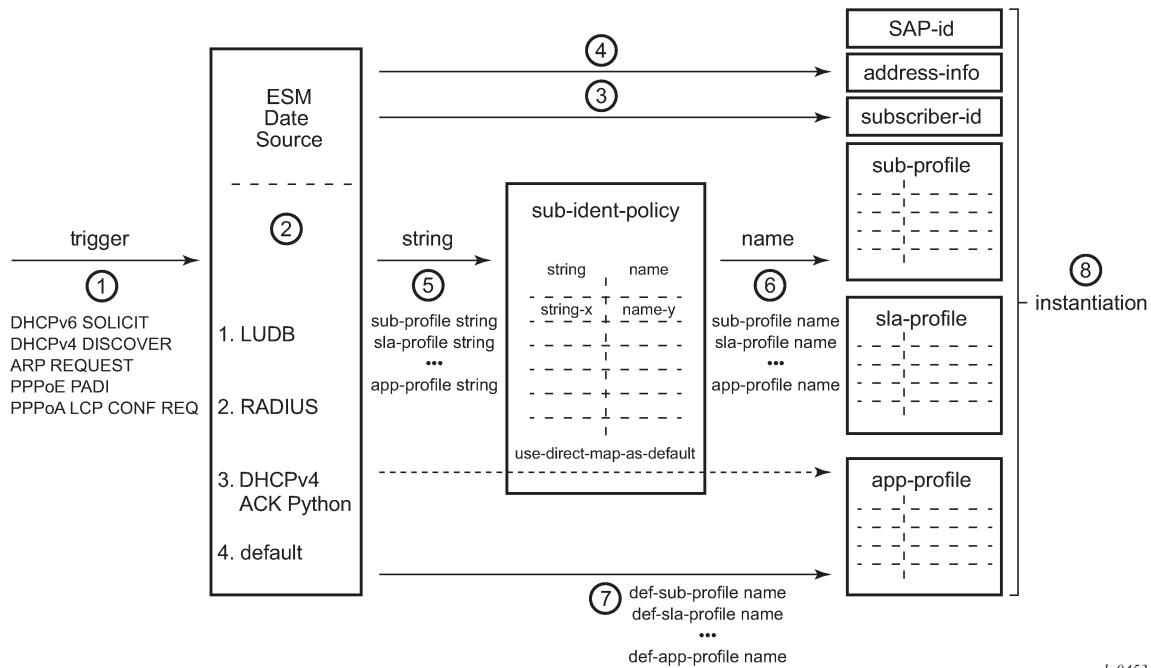 SAP-id
4
address-info
ESM
Date
Source
3
subscriber-id
sub-profile
trigger
1
DHCPv6 SOLICIT
DHCPv4 DISCOVER
ARP REQUEST
PPPoE PADI
PPPoA LCP CONF REQ
2
1. LUDB
2. RADIUS
3. DHCPv4
ACK Python
4. default
string
5
sub-profile string
sla-profile string
•••
app-profile string
sub-ident-policy
string name
string-x name-y
use-direct-map-as-default
name
6
sub-profile name
sla-profile name
•••
app-profile name
sla-profile
app-profile
8
instantiation
7
def-sub-profile name
def-sla-profile name
•••
def-app-profile name